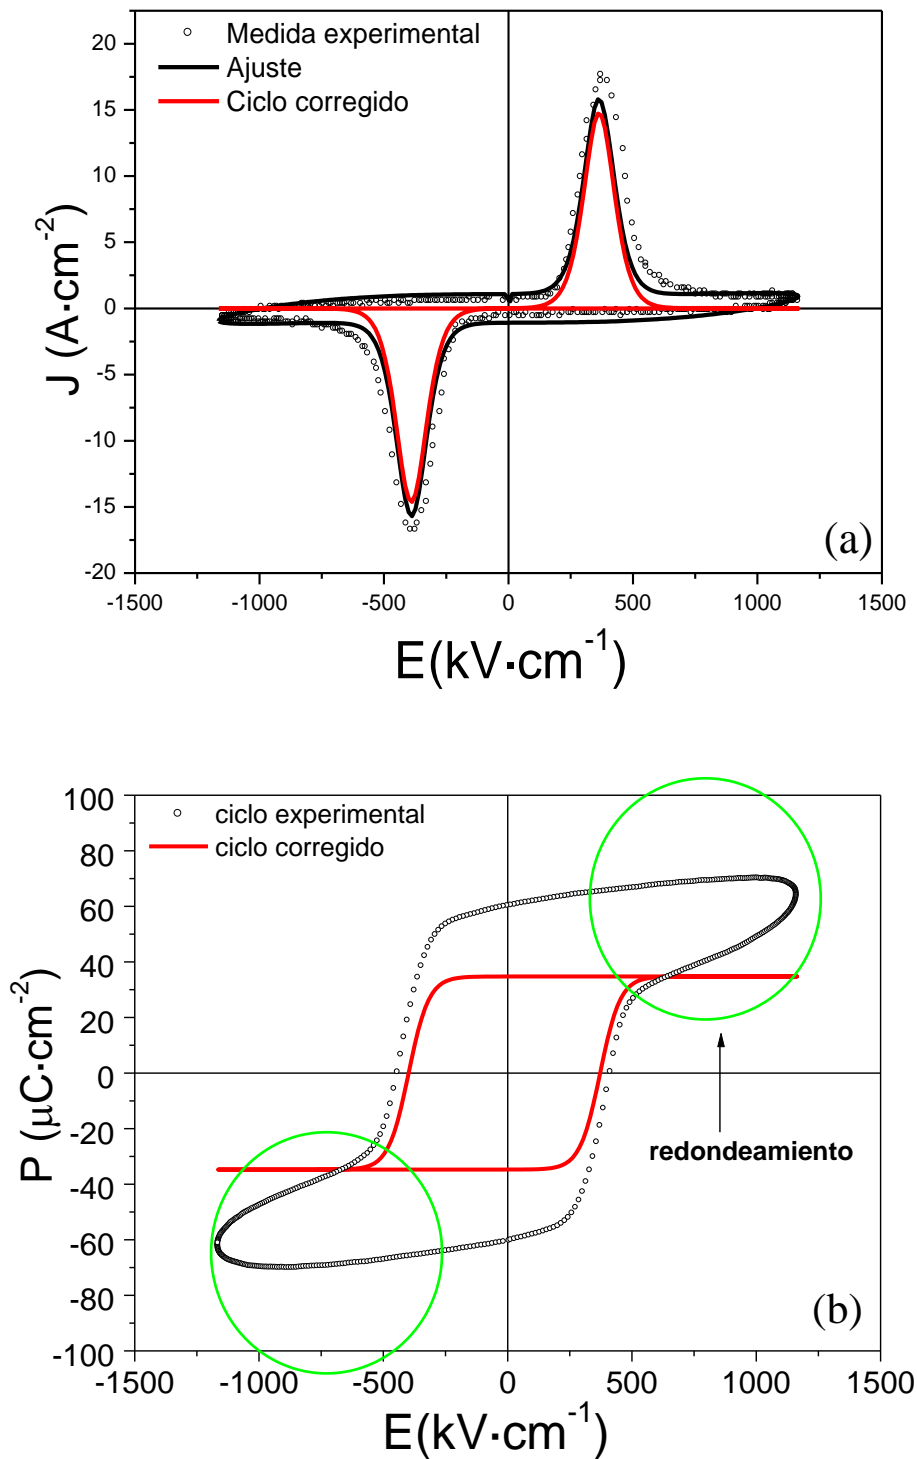 Medida experimental
Ajuste
Ciclo corregido
20
15
10
5
0
-5
-10
-15
-20
J (A·cm⁻²)
(a)
-1500 -1000 -500 0 500 1000 1500
E(kV·cm⁻¹)
ciclo experimental
ciclo corregido
100
80
60
40
20
0
-20
-40
-60
-80
-100
P (μC·cm⁻²)
redondeamiento
(b)
-1500 -1000 -500 0 500 1000 1500
E(kV·cm⁻¹)